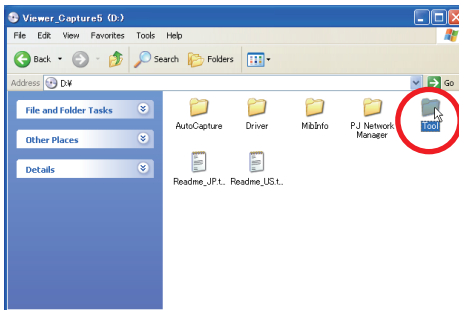 Viewer_Capture5 (D:)
File Edit View Favorites Tools Help
Back Search Folders
Address D:¥ Go
File and Folder Tasks
Other Places
Details
AutoCapture Driver MibInfo PJ Network Manager Tool
Readme_JP.t... Readme_US.t...